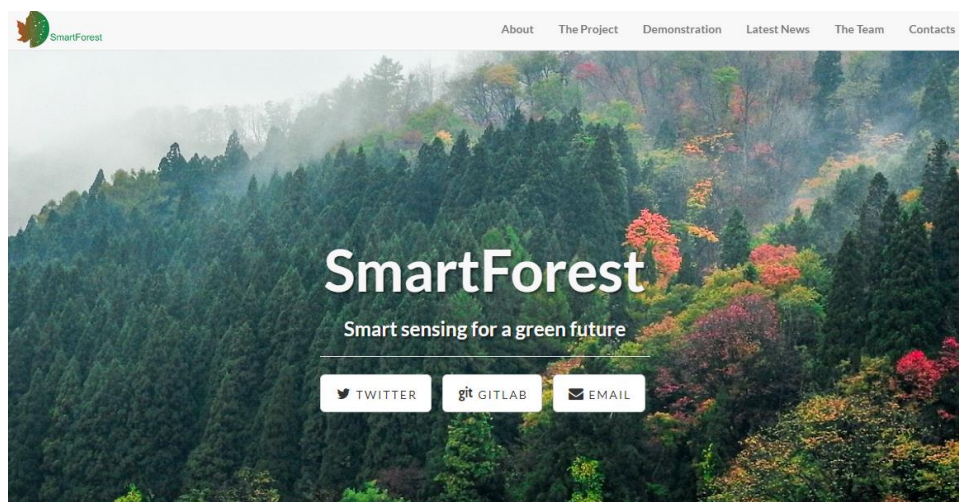 SmartForest
About The Project Demonstration Latest News The Team Contacts
SmartForest
Smart sensing for a green future
TWITTER git GITLAB EMAIL